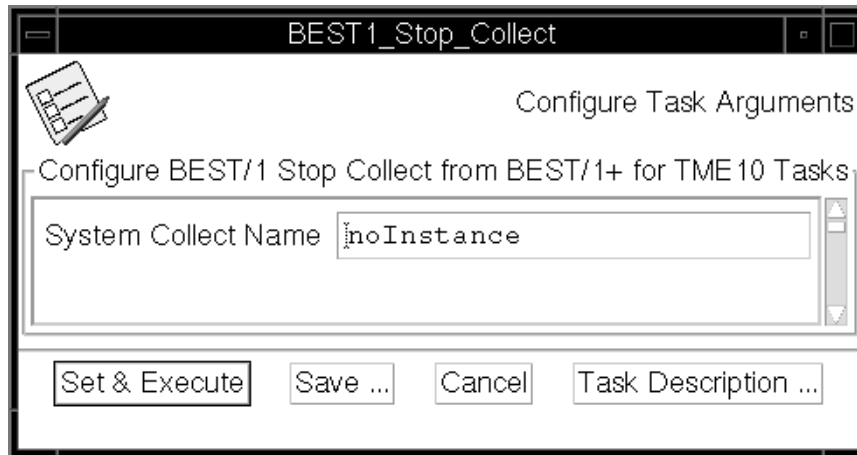 BEST1_Stop_Collect
Configure Task Arguments
Configure BEST/1 Stop Collect from BEST/1+ for TME10 Tasks
System Collect Name noInstance
Set & Execute Save ... Cancel Task Description ...